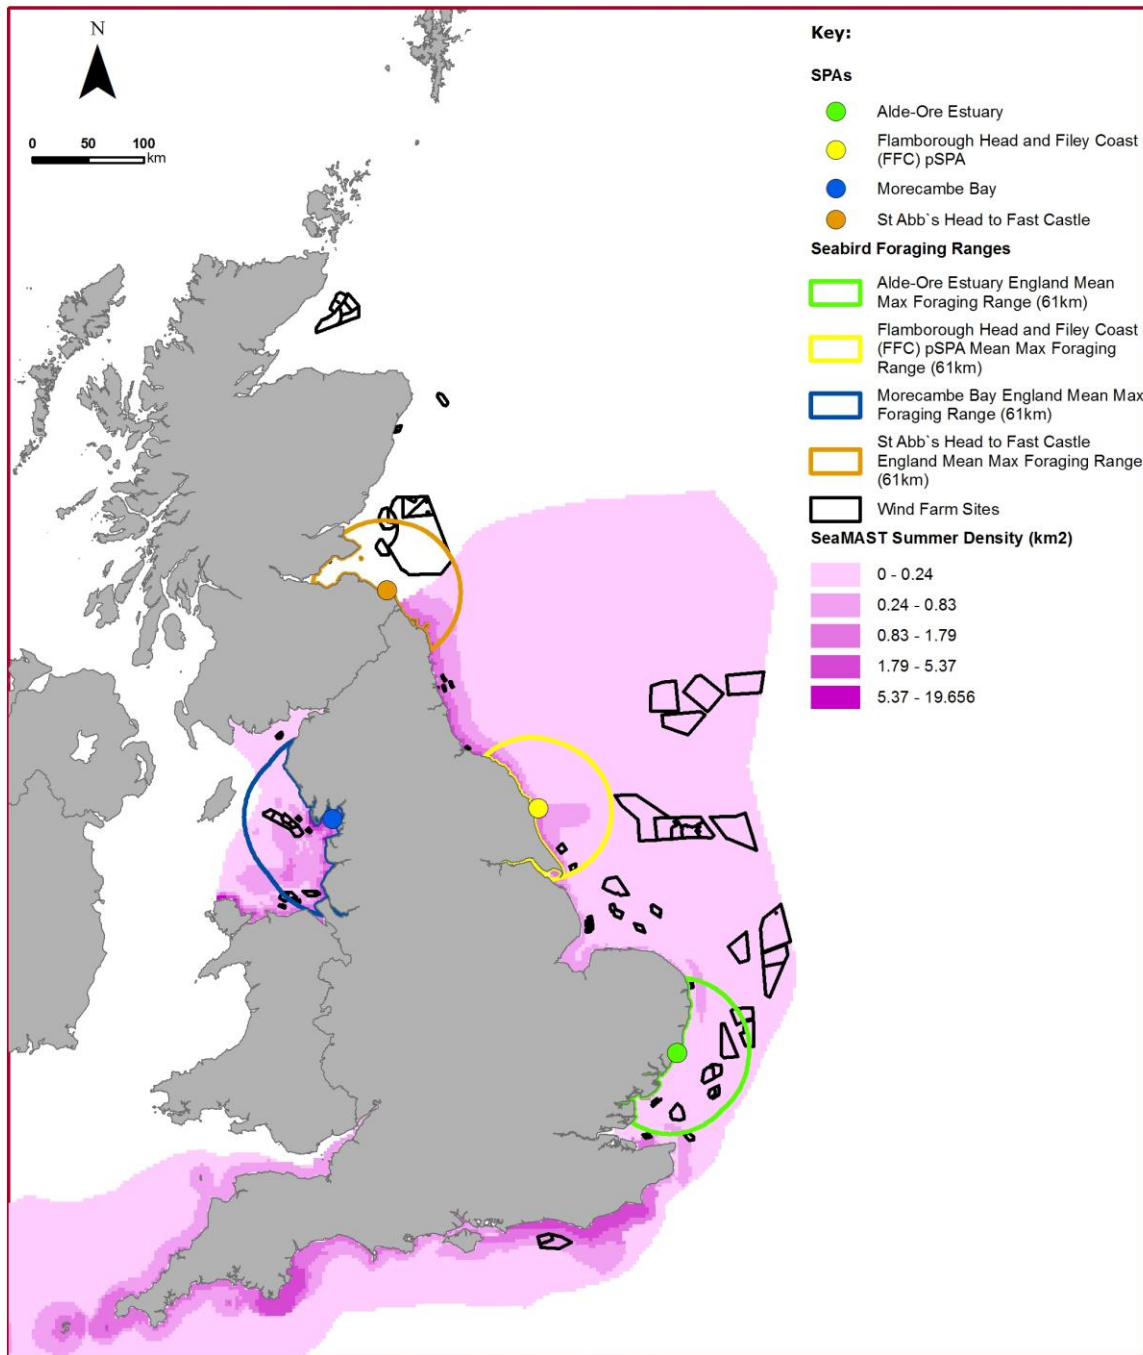 N
0 50 100
km
Key:
SPAs
Alde-Ore Estuary
Flamborough Head and Filey Coast
(FFC) pSPA
Morecambe Bay
St Abb`s Head to Fast Castle
Seabird Foraging Ranges
Alde-Ore Estuary England Mean
Max Foraging Range (61km)
Flamborough Head and Filey Coast
(FFC) pSPA Mean Max Foraging
Range (61km)
Morecambe Bay England Mean Max
Foraging Range (61km)
St Abb`s Head to Fast Castle
England Mean Max Foraging Range
(61km)
Wind Farm Sites
SeaMAST Summer Density (km2)
0 - 0.24
0.24 - 0.83
0.83 - 1.79
1.79 - 5.37
5.37 - 19.656